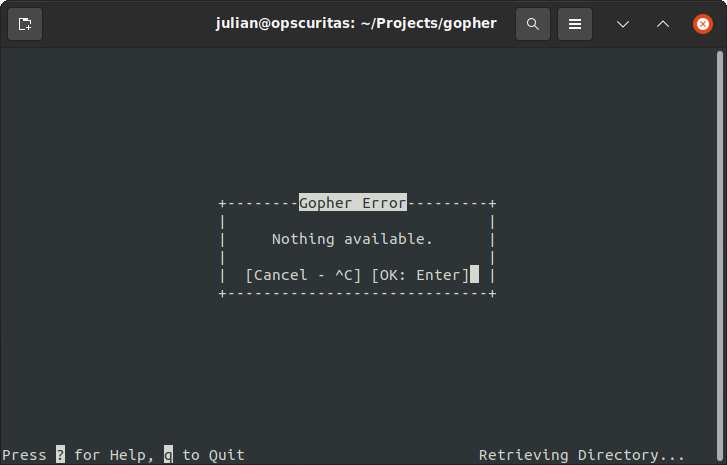 julian@opscuritas: ~/Projects/gopher
Gopher Error
Nothing available.
[Cancel - ^C] [OK: Enter]
Press ? for Help, q to Quit
Retrieving Directory...